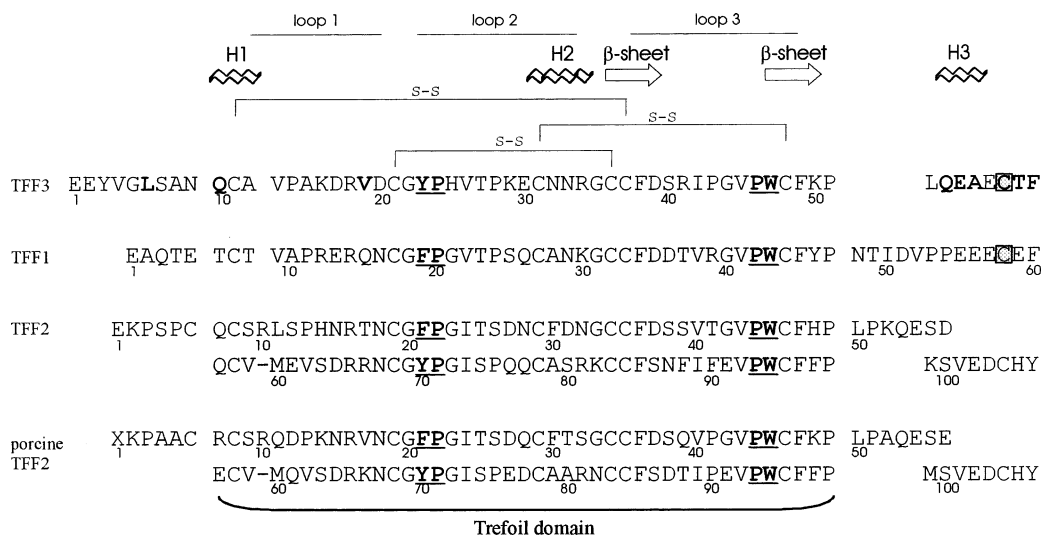 loop 1 loop 2 loop 3
H1 H2 β-sheet β-sheet H3
S-S
S-S
S-S
TFF3 EEYVGLSAN QCA VPAKDRVDCGYPHVTPKECNNRGCCFDSRIPGVPWCFKP LQEAECTF
1 10 20 30 40 50
TFF1 EAQTE TCT VAPRERQNCGFPGVTPSQCANKGCCFDDTVRGVPWCFYP NTIDVPPEEECEF
1 10 20 30 40 50 60
TFF2 EKPSPC QCSRLSPHNRTNCGFPGITSDNCFDNGCCFDSSVTGVPWCFHP LPKQESD
1 20 30 40 50
QCV-MEVSDRRNCGYPGISPQQCASRKCCFSNFIFEVPWCFFP KSVEDCHY
60 70 80 90 100
porcine TFF2 XKPAAC RCSRQDPKNRVNCGFPGITSDQCFTSGCCFDSQVPGVPWCFKP LPAQESE
1 20 30 40 50
ECV-MQVSDRKNCGYPGISPEDCAARNCCFSDTIPEVPWCFFP MSVEDCHY
60 70 80 90 100
Trefoil domain